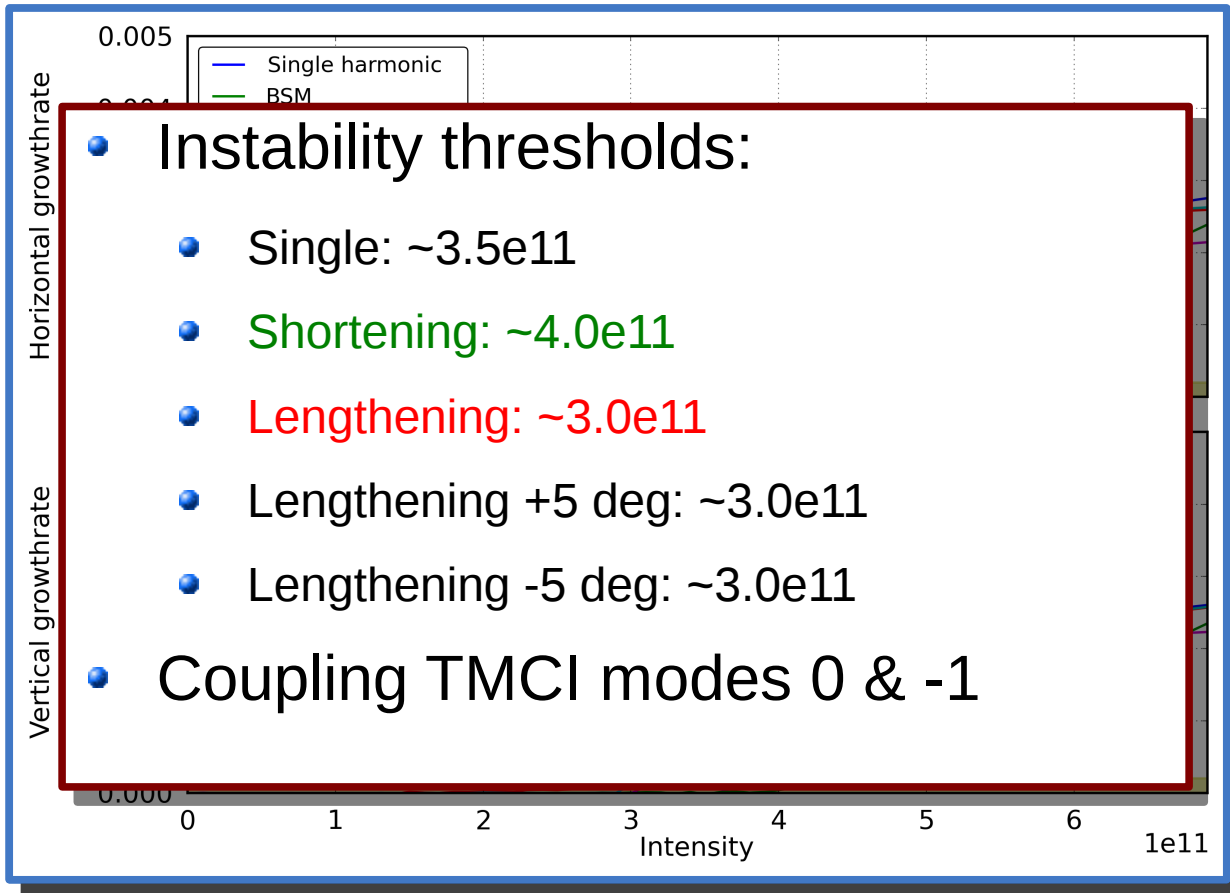 0.005
Single harmonic
BSM
Horizontal growthrate
Instability thresholds:
Single: ~3.5e11
Shortening: ~4.0e11
Lengthening: ~3.0e11
Lengthening +5 deg: ~3.0e11
Lengthening -5 deg: ~3.0e11
Coupling TMCI modes 0 & -1
Vertical growthrate
0.000
0 1 2 3 4 5 6
Intensity
1e11